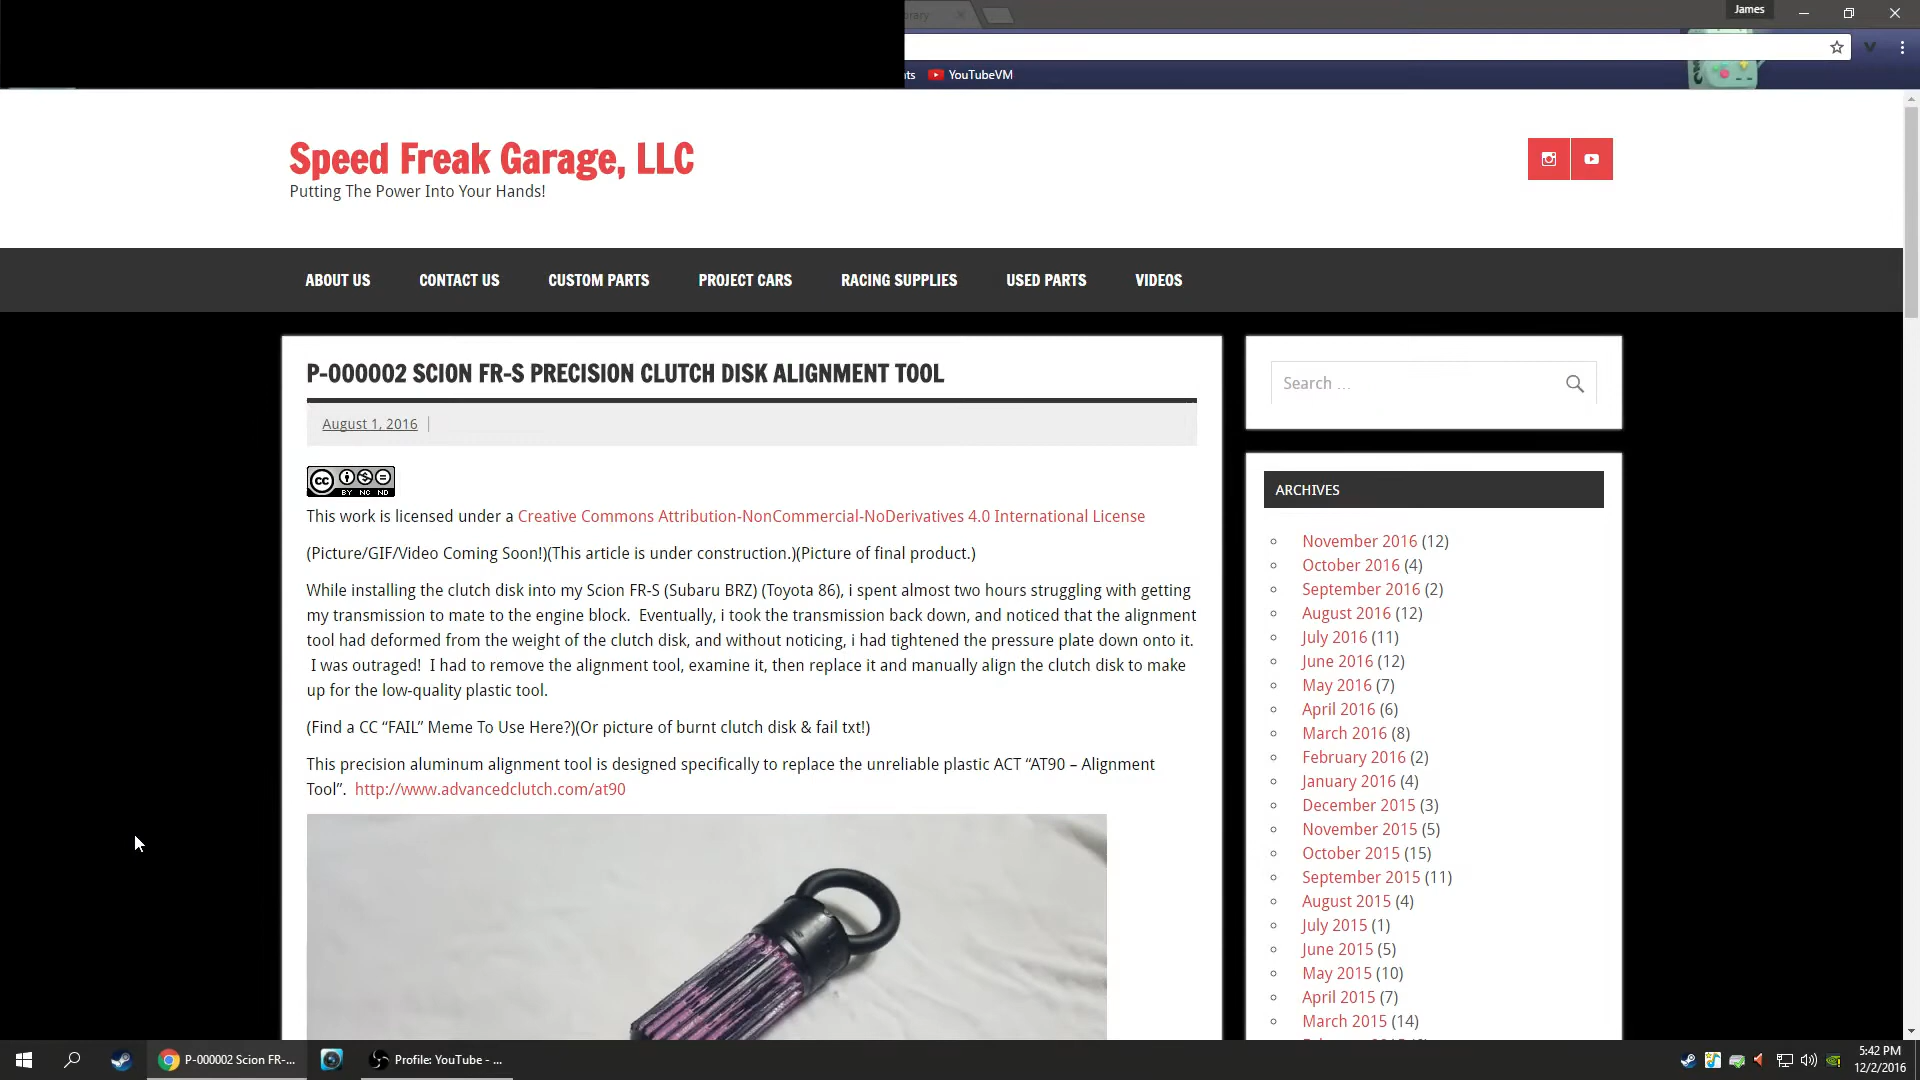 James
YouTubeVM
Speed Freak Garage, LLC
Putting The Power Into Your Hands!
ABOUT US CONTACT US CUSTOM PARTS PROJECT CARS RACING SUPPLIES USED PARTS VIDEOS
P-000002 SCION FR-S PRECISION CLUTCH DISK ALIGNMENT TOOL
August 1, 2016
CC BY NC ND
This work is licensed under a Creative Commons Attribution-NonCommercial-NoDerivatives 4.0 International License
(Picture/GIF/Video Coming Soon!)(This article is under construction.)(Picture of final product.)
While installing the clutch disk into my Scion FR-S (Subaru BRZ) (Toyota 86), i spent almost two hours struggling with getting
my transmission to mate to the engine block.  Eventually, i took the transmission back down, and noticed that the alignment
tool had deformed from the weight of the clutch disk, and without noticing, i had tightened the pressure plate down onto it.
I was outraged!  I had to remove the alignment tool, examine it, then replace it and manually align the clutch disk to make
up for the low-quality plastic tool.
(Find a CC “FAIL” Meme To Use Here?)(Or picture of burnt clutch disk & fail txt!)
This precision aluminum alignment tool is designed specifically to replace the unreliable plastic ACT “AT90 – Alignment
Tool”.  http://www.advancedclutch.com/at90
Search …
ARCHIVES
November 2016 (12)
October 2016 (4)
September 2016 (2)
August 2016 (12)
July 2016 (11)
June 2016 (12)
May 2016 (7)
April 2016 (6)
March 2016 (8)
February 2016 (2)
January 2016 (4)
December 2015 (3)
November 2015 (5)
October 2015 (15)
September 2015 (11)
August 2015 (4)
July 2015 (1)
June 2015 (5)
May 2015 (10)
April 2015 (7)
March 2015 (14)
P-000002 Scion FR-...
Profile: YouTube - ...
5:42 PM
12/2/2016